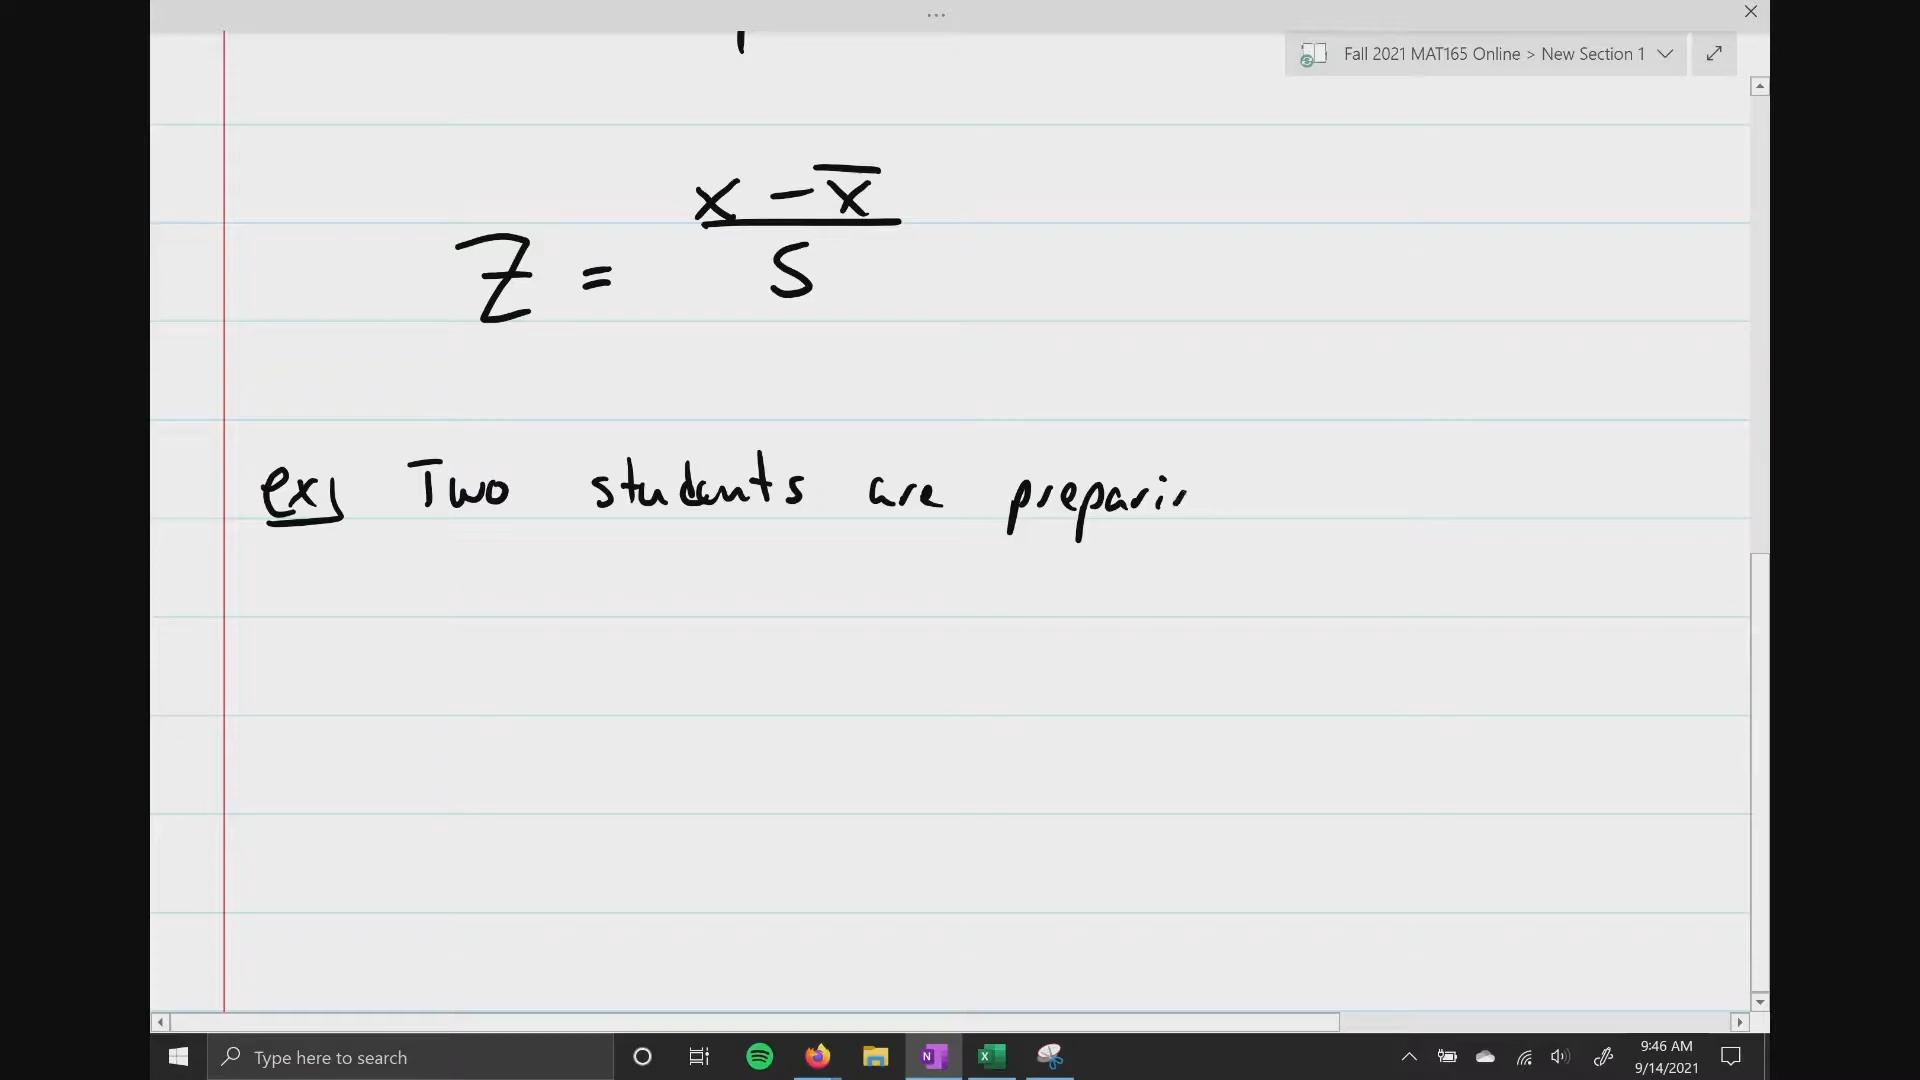 Fall 2021 MAT165 Online > New Section 1
x - x̄
Z =
S
ex) Two students are preparin
Type here to search
9:46 AM
9/14/2021